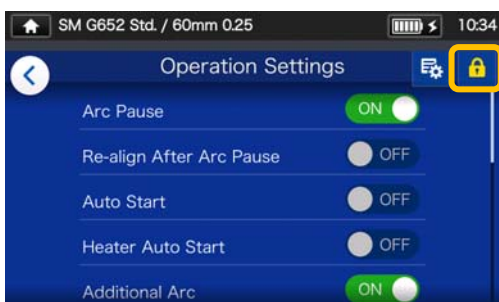 SM G652 Std. / 60mm 0.25 10:34
Operation Settings
Arc Pause ON
Re-align After Arc Pause OFF
Auto Start OFF
Heater Auto Start OFF
Additional Arc ON